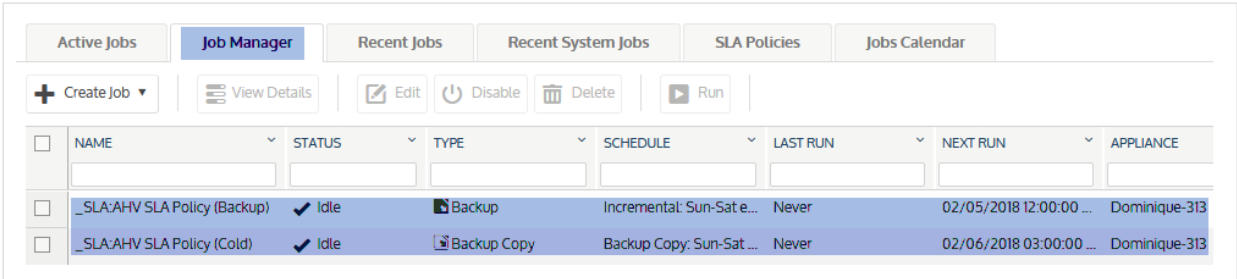 Active Jobs Job Manager Recent Jobs Recent System Jobs SLA Policies Jobs Calendar
Create Job View Details Edit Disable Delete Run
NAME STATUS TYPE SCHEDULE LAST RUN NEXT RUN APPLIANCE
_SLA:AHV SLA Policy (Backup) Idle Backup Incremental: Sun-Sat e... Never 02/05/2018 12:00:00 ... Dominique-313
_SLA:AHV SLA Policy (Cold) Idle Backup Copy Backup Copy: Sun-Sat ... Never 02/06/2018 03:00:00 ... Dominique-313